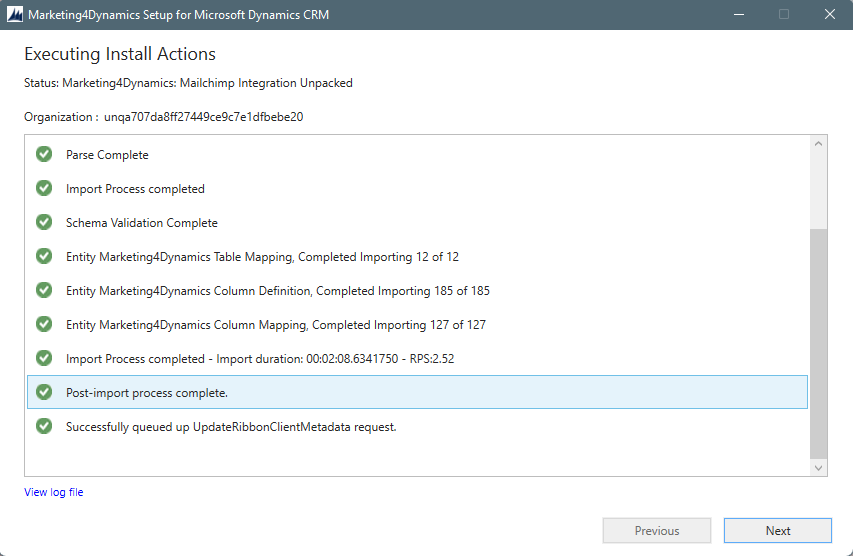 Marketing4Dynamics Setup for Microsoft Dynamics CRM
Executing Install Actions
Status: Marketing4Dynamics: Mailchimp Integration Unpacked
Organization : unqa707da8ff27449ce9c7e1dfbebe20
Parse Complete
Import Process completed
Schema Validation Complete
Entity Marketing4Dynamics Table Mapping, Completed Importing 12 of 12
Entity Marketing4Dynamics Column Definition, Completed Importing 185 of 185
Entity Marketing4Dynamics Column Mapping, Completed Importing 127 of 127
Import Process completed - Import duration: 00:02:08.6341750 - RPS:2.52
Post-import process complete.
Successfully queued up UpdateRibbonClientMetadata request.
View log file
Previous Next